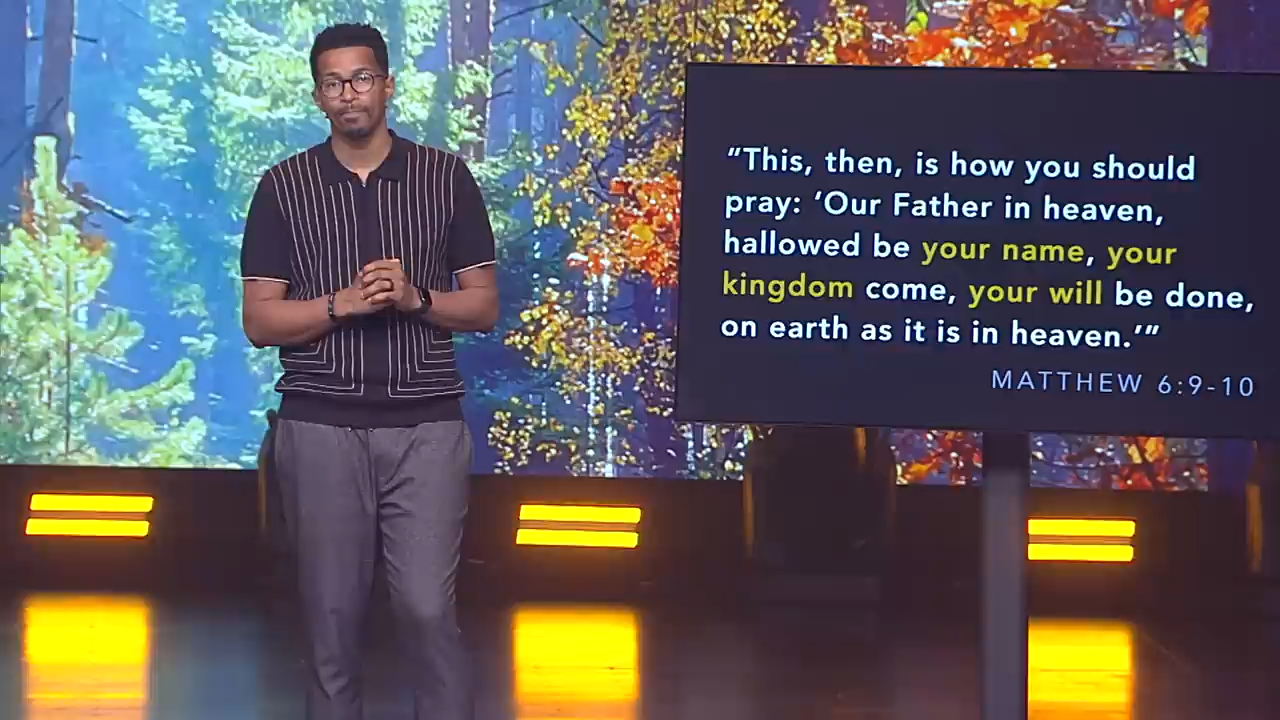 “This, then, is how you should
pray: ‘Our Father in heaven,
hallowed be your name, your
kingdom come, your will be done,
on earth as it is in heaven.’”
MATTHEW 6:9-10